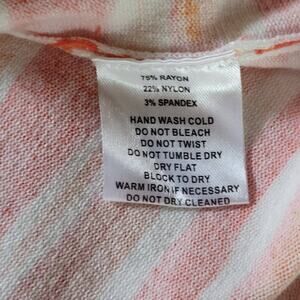 75% RAYON
22% NYLON
3% SPANDEX
HAND WASH COLD
DO NOT BLEACH
DO NOT TWIST
DO NOT TUMBLE DRY
DRY FLAT
BLOCK TO DRY
WARM IRON IF NECESSARY
DO NOT DRY CLEANED